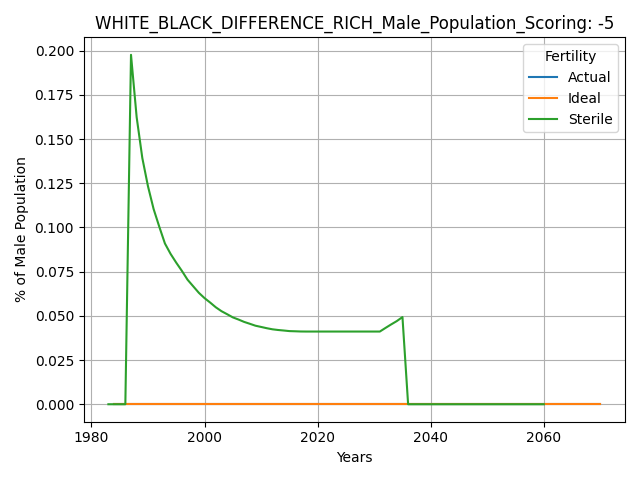 WHITE_BLACK_DIFFERENCE_RICH_Male_Population_Scoring: -5
Fertility
Actual
Ideal
Sterile
% of Male Population
0.200
0.175
0.150
0.125
0.100
0.075
0.050
0.025
0.000
1980 2000 2020 2040 2060
Years